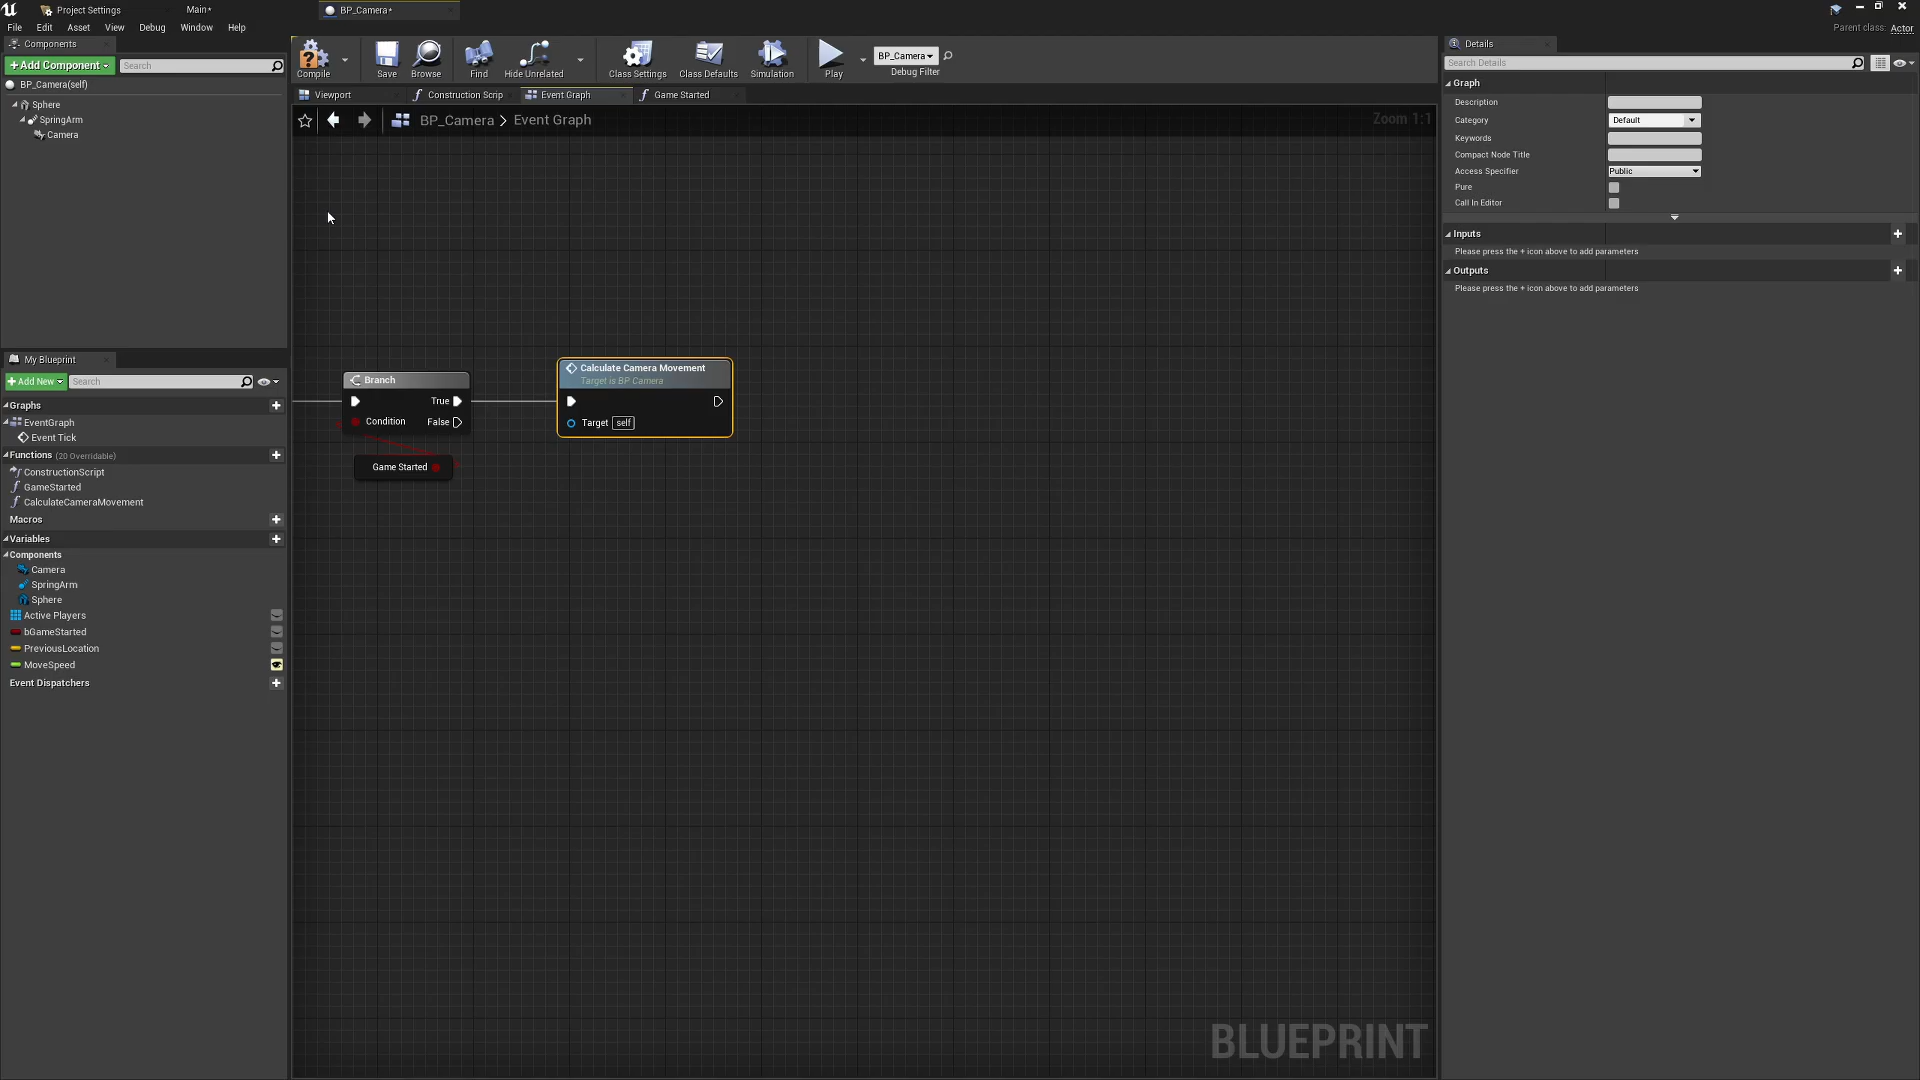 Project Settings
Main*
BP_Camera*
File Edit Asset View Debug Window Help
Parent class: Actor
Components
+Add Component
Search
BP_Camera(self)
Sphere
SpringArm
Camera
Compile
Save
Browse
Find
Hide Unrelated
Class Settings
Class Defaults
Simulation
Play
BP_Camera
Debug Filter
Viewport
Construction Scrip
Event Graph
Game Started
BP_Camera > Event Graph
Zoom 1:1
Branch
True
Condition
False
Game Started
Calculate Camera Movement
Target is BP Camera
Target self
BLUEPRINT
My Blueprint
+Add New
Search
Graphs
EventGraph
Event Tick
Functions (20 Overridable)
ConstructionScript
GameStarted
CalculateCameraMovement
Macros
Variables
Components
Camera
SpringArm
Sphere
Active Players
bGameStarted
PreviousLocation
MoveSpeed
Event Dispatchers
Details
Search Details
Graph
Description
Category Default
Keywords
Compact Node Title
Access Specifier Public
Pure
Call In Editor
Inputs
Please press the + icon above to add parameters
Outputs
Please press the + icon above to add parameters